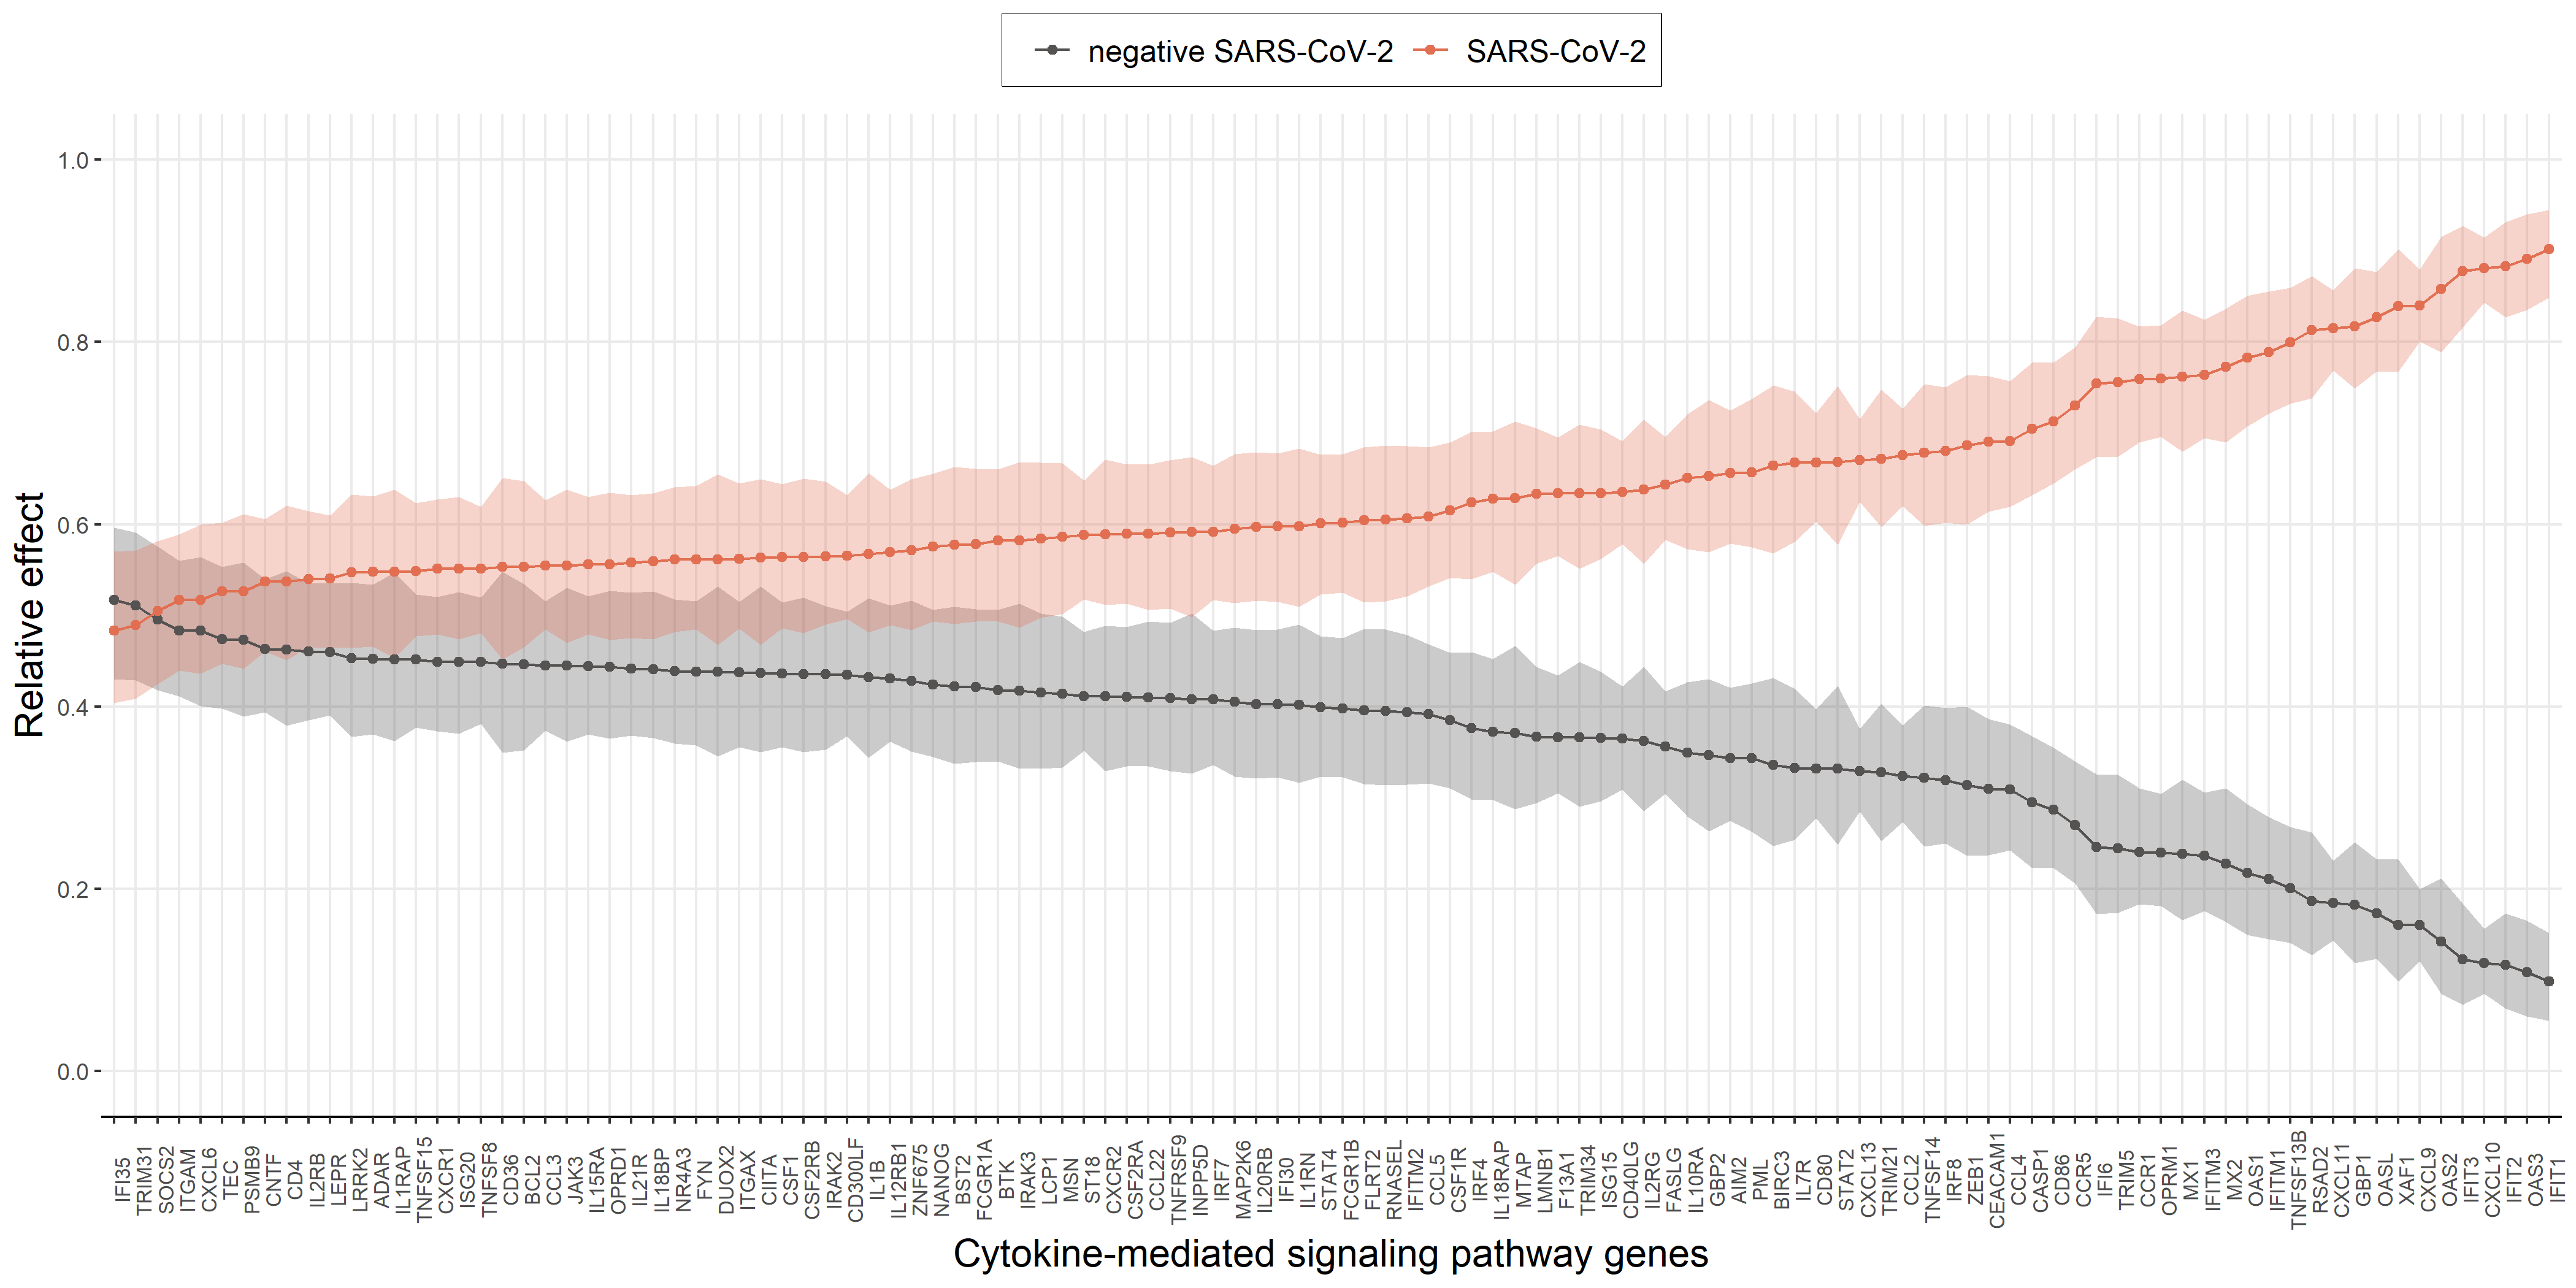 negative SARS-CoV-2 SARS-CoV-2
1.0
0.8
0.6
0.4
0.2
0.0
Relative effect
IFI35
TRIM31
SOCS2
ITGAM
CXCL6
TEC
PSMB9
CNTF
CD4
IL2RB
LEPR
LRRK2
ADAR
IL1RAP
TNFSF15
CXCR1
ISG20
TNFSF8
CD36
BCL2
CCL3
JAK3
IL15RA
OPRD1
IL21R
IL18BP
NR4A3
FYN
DUOX2
ITGAX
CIITA
CSF1
CSF2RB
IRAK2
CD300LF
IL1B
IL12RB1
ZNF675
NANOG
BST2
FCGR1A
BTK
IRAK3
LCP1
MSN
ST18
CXCR2
CSF2RA
CCL22
TNFRSF9
INPP5D
IRF7
MAP2K6
IL20RB
IFI30
IL1RN
STAT4
FCGR1B
FLRT2
RNASEL
IFITM2
CCL5
CSF1R
IRF4
IL18RAP
MTAP
LMNB1
F13A1
TRIM34
ISG15
CD40LG
IL2RG
FASLG
IL10RA
GBP2
AIM2
PML
BIRC3
IL7R
CD80
STAT2
CXCL13
TRIM21
CCL2
TNFSF14
IRF8
ZEB1
CEACAM1
CCL4
CASP1
CD86
CCR5
IFI6
TRIM5
CCR1
OPRM1
MX1
IFITM3
MX2
OAS1
IFITM1
TNFSF13B
RSAD2
CXCL11
GBP1
OASL
XAF1
CXCL9
OAS2
IFIT3
CXCL10
IFIT2
OAS3
IFIT1
Cytokine-mediated signaling pathway genes